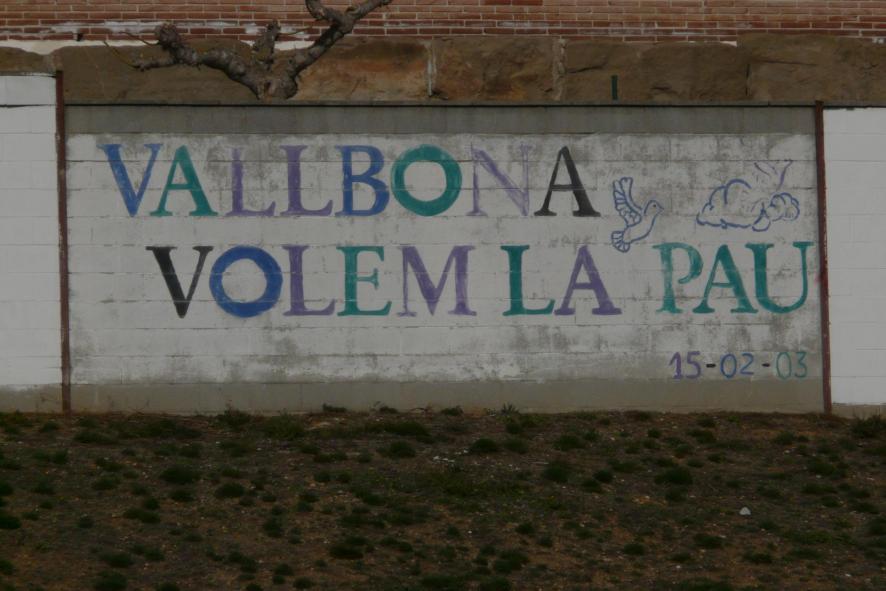 VALLBONA
VOLEM LA PAU
15-02-03